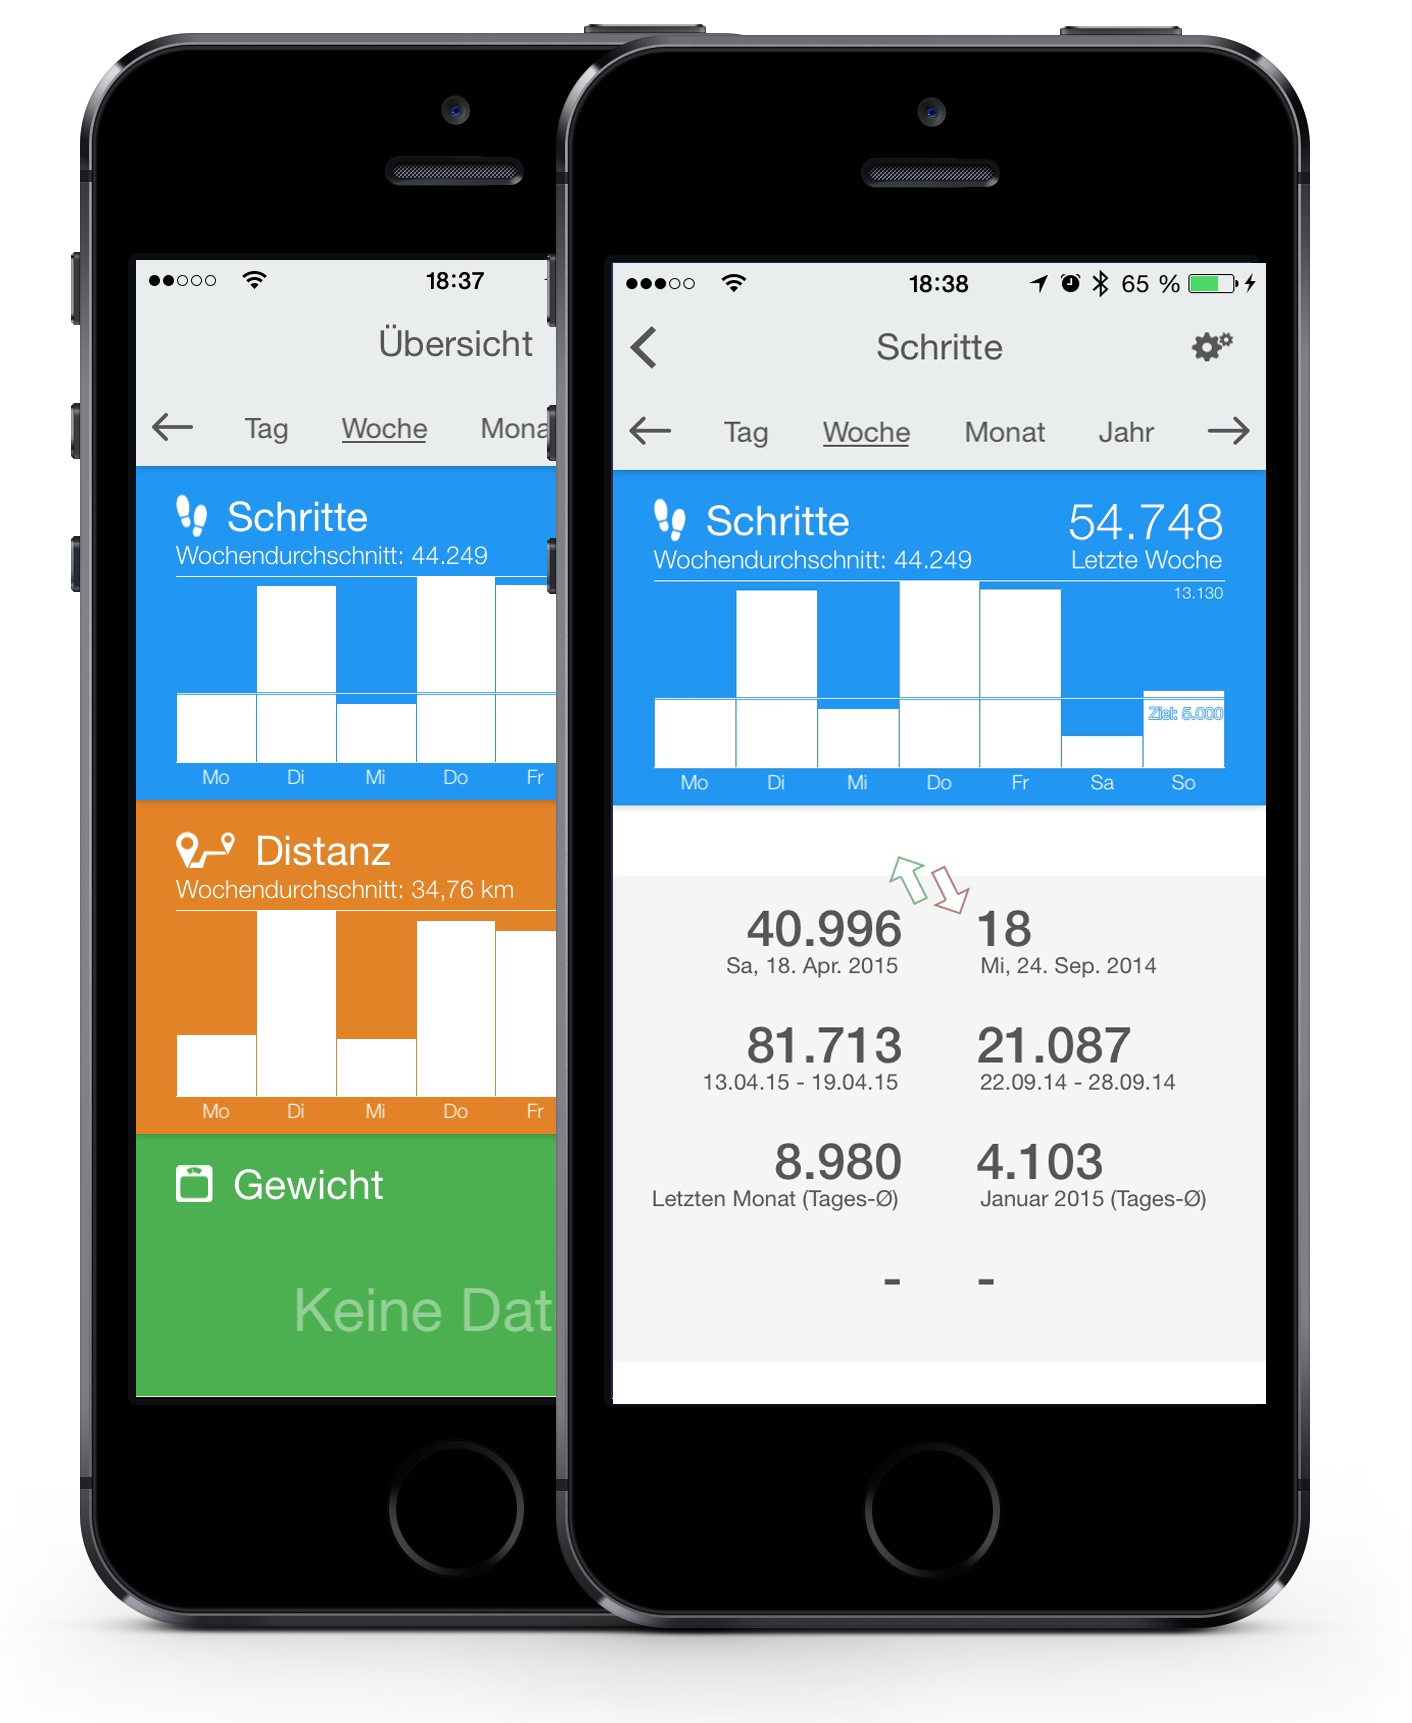 18:37
Übersicht
Tag Woche
Schritte
Wochendurchschnitt: 44.249
Mo Di Mi Do Fr
Distanz
Wochendurchschnitt: 34,76 km
Mo Di Mi Do Fr
Gewicht
Keine
18:38 65 %
Schritte
Tag Woche Monat Jahr
Schritte 54.748
Wochendurchschnitt: 44.249 Letzte Woche
13.130
Ziel: 5.000
Mo Di Mi Do Fr Sa So
40.996 18
Sa, 18. Apr. 2015 Mi, 24. Sep. 2014
81.713 21.087
13.04.15 - 19.04.15 22.09.14 - 28.09.14
8.980 4.103
Letzten Monat (Tages-Ø) Januar 2015 (Tages-Ø)
- -